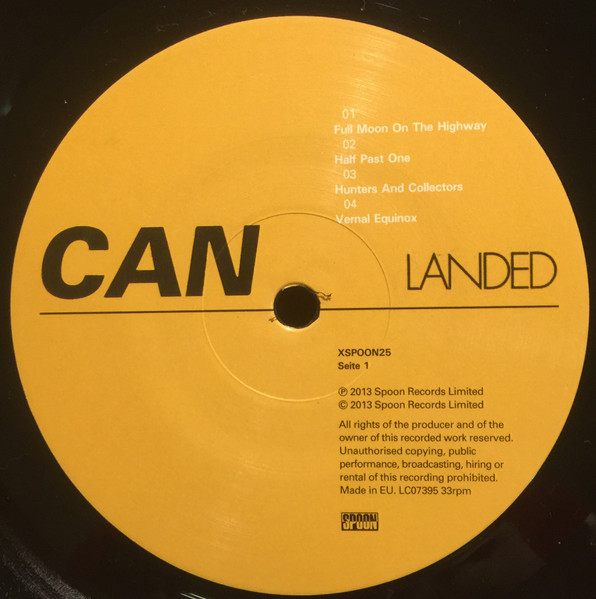 01
Full Moon On The Highway
02
Half Past One
03
Hunters And Collectors
04
Vernal Equinox
CAN
LANDED
XSPOON25
Seite 1
℗ 2013 Spoon Records Limited
© 2013 Spoon Records Limited
All rights of the producer and of the
owner of this recorded work reserved.
Unauthorised copying, public
performance, broadcasting, hiring or
rental of this recording prohibited.
Made in EU. LC07395 33rpm
SPOON